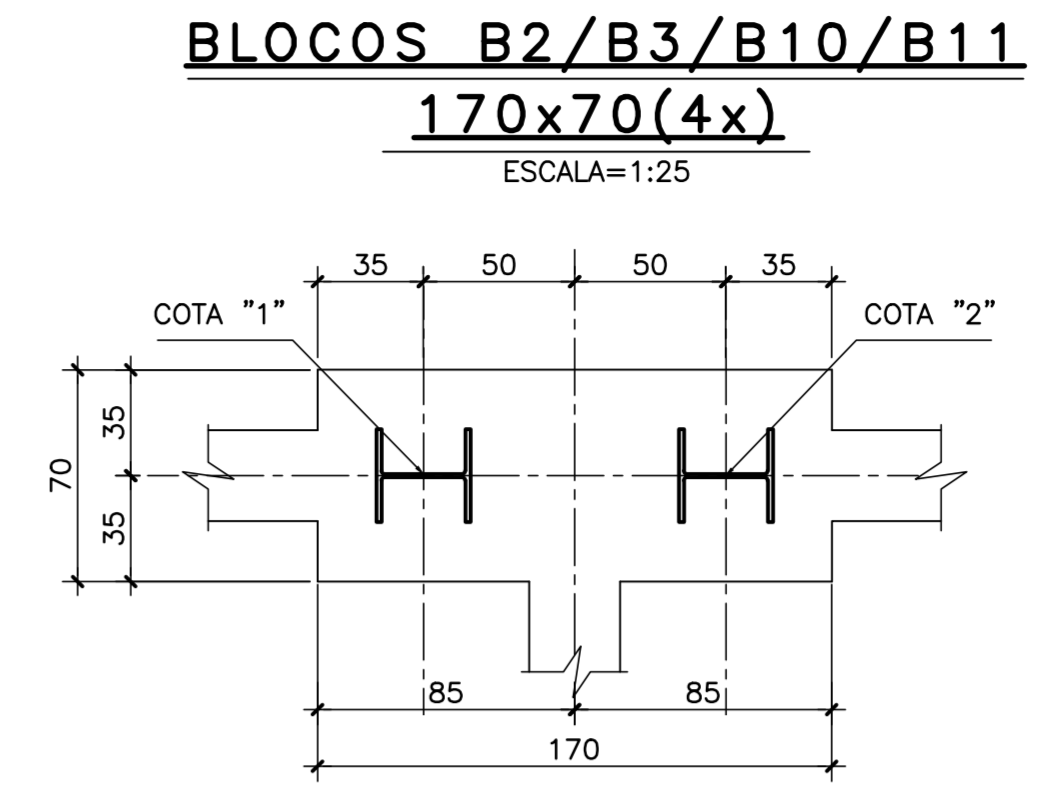 BLOCOS B2/B3/B10/B11
170x70(4x)
ESCALA=1:25
35 50 50 35
COTA "1" COTA "2"
35
70
35
85 85
170